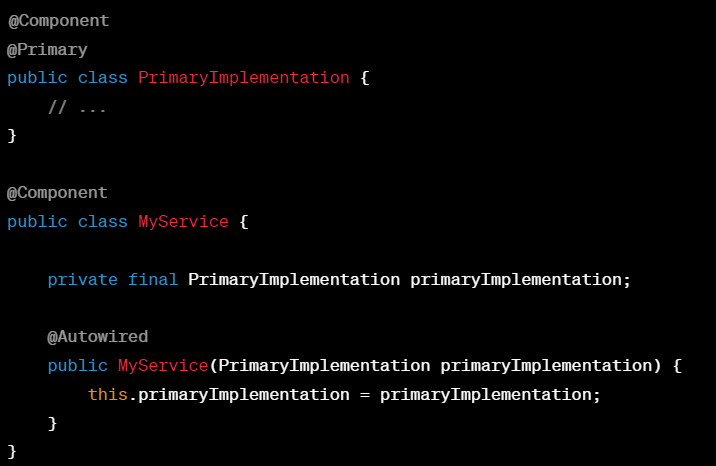 @Component
@Primary
public class PrimaryImplementation {
    // ...
}

@Component
public class MyService {

    private final PrimaryImplementation primaryImplementation;

    @Autowired
    public MyService(PrimaryImplementation primaryImplementation) {
        this.primaryImplementation = primaryImplementation;
    }
}